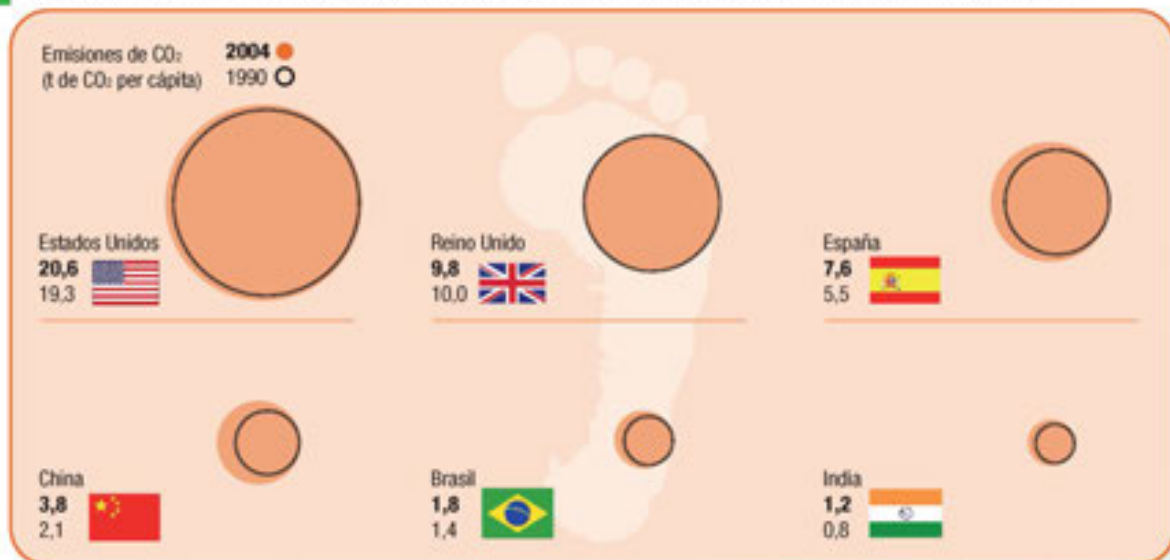 Emisiones de CO₂
(t de CO₂ per cápita)
2004
1990
Estados Unidos
20,6
19,3
Reino Unido
9,8
10,0
España
7,6
5,5
China
3,8
2,1
Brasil
1,8
1,4
India
1,2
0,8